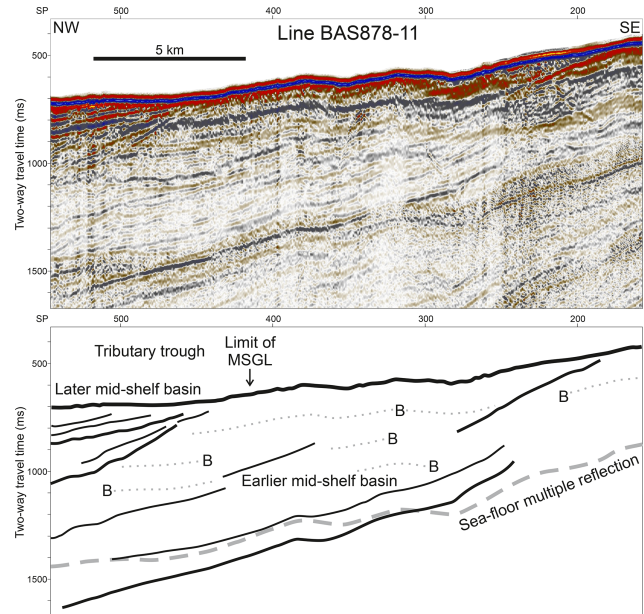 Line BAS878-11
NW
SE
SP
500
400
300
200
5 km
Two-way travel time (ms)
500
1000
1500
SP
500
400
300
200
Two-way travel time (ms)
500
1000
1500
Tributary trough
Limit of
MSGL
Later mid-shelf basin
B
B
B
B
B
B
Earlier mid-shelf basin
Sea-floor multiple reflection